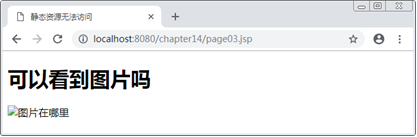 静态资源无法访问
localhost:8080/chapter14/page03.jsp
可以看到图片吗
图片在哪里